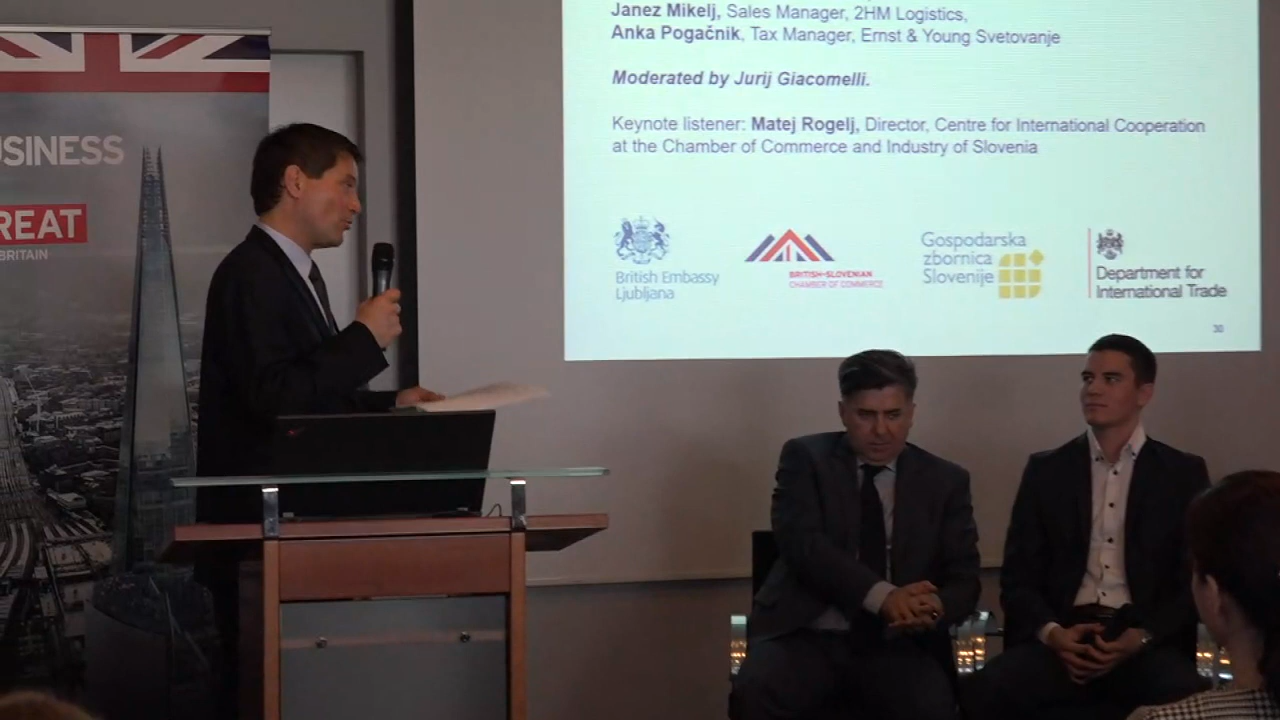 USINESS
REAT
BRITAIN
Janez Mikelj, Sales Manager, 2HM Logistics,
Anka Pogačnik, Tax Manager, Ernst & Young Svetovanje
Moderated by Jurij Giacomelli.
Keynote listener: Matej Rogelj, Director, Centre for International Cooperation
at the Chamber of Commerce and Industry of Slovenia
British Embassy
Ljubljana
BRITISH-SLOVENIAN
CHAMBER OF COMMERCE
Gospodarska
zbornica
Slovenije
Department for
International Trade
30